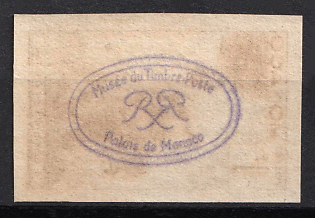 Musée du Timbre-Poste
RR
Palais de Monaco